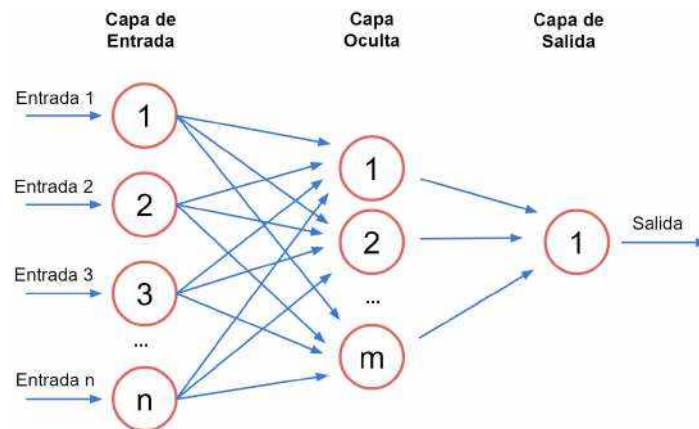 Capa de
Entrada
Capa
Oculta
Capa de
Salida
Entrada 1
1
Entrada 2
2
Entrada 3
3
...
Entrada n
n
1
2
...
m
1
Salida